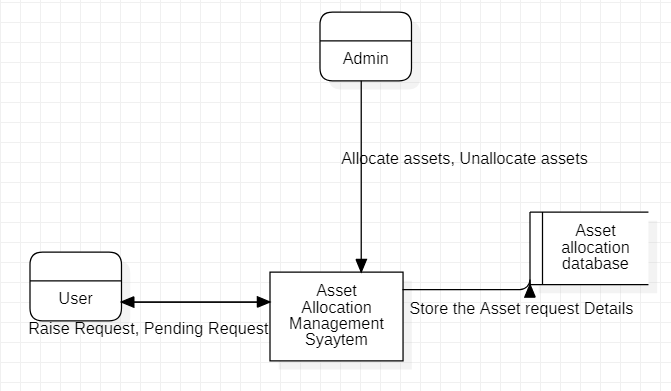 Admin
Allocate assets, Unallocate assets
Asset
allocation
database
User
Raise Request, Pending Request
Asset
Allocation
Management
Syaytem
Store the Asset request Details